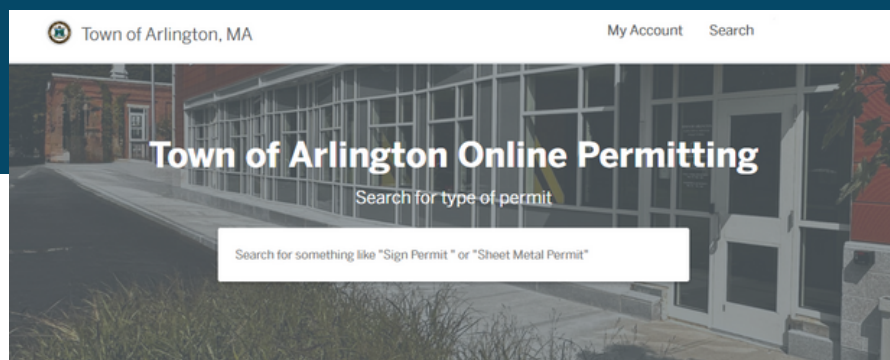 Town of Arlington, MA
My Account Search
Town of Arlington Online Permitting
Search for type of permit
Search for something like "Sign Permit " or "Sheet Metal Permit"